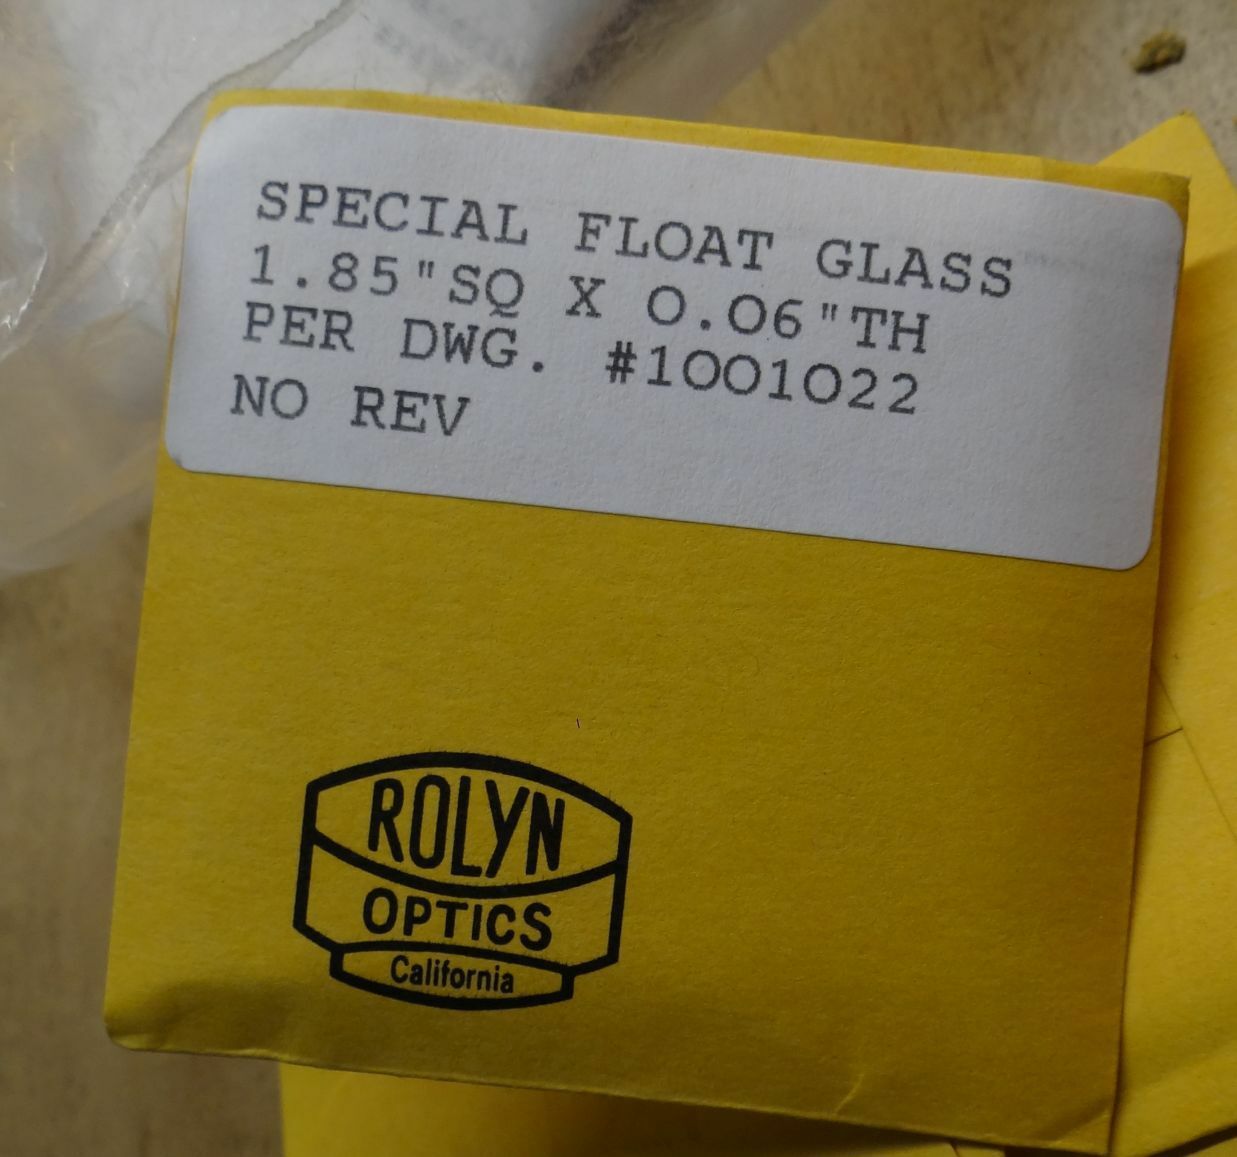 SPECIAL FLOAT GLASS
1.85"SQ X 0.06"TH
PER DWG. #1001022
NO REV
ROLYN
OPTICS
California